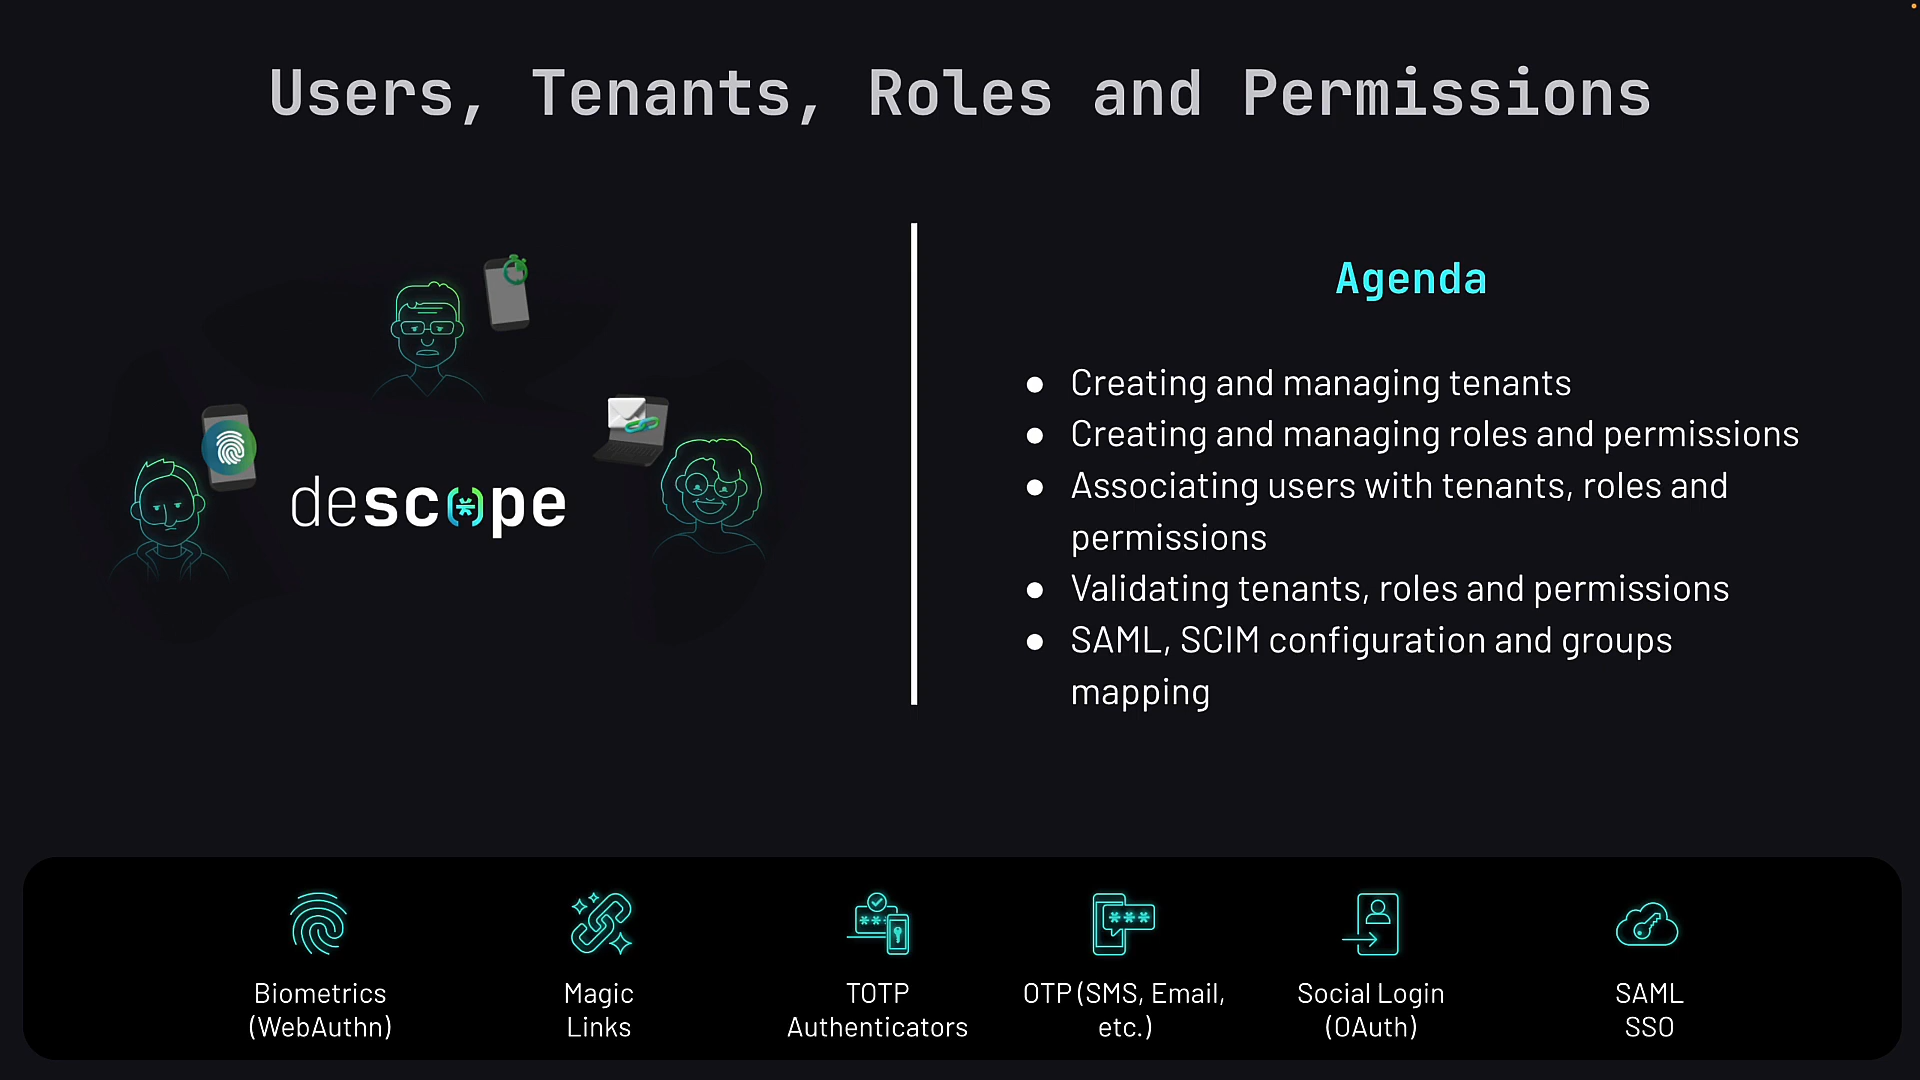 Users, Tenants, Roles and Permissions
descope
Agenda
● Creating and managing tenants
● Creating and managing roles and permissions
● Associating users with tenants, roles and
permissions
● Validating tenants, roles and permissions
● SAML, SCIM configuration and groups
mapping
Biometrics
(WebAuthn)
Magic
Links
TOTP
Authenticators
OTP (SMS, Email,
etc.)
Social Login
(OAuth)
SAML
SSO